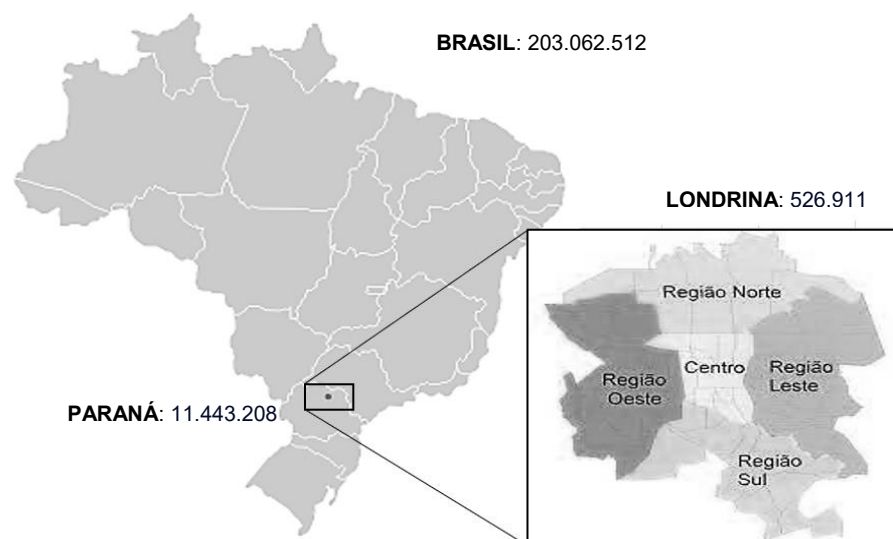 BRASIL: 203.062.512
LONDRINA: 526.911
Região Norte
Centro
Região
Leste
Região
Oeste
PARANÁ: 11.443.208
Região
Sul